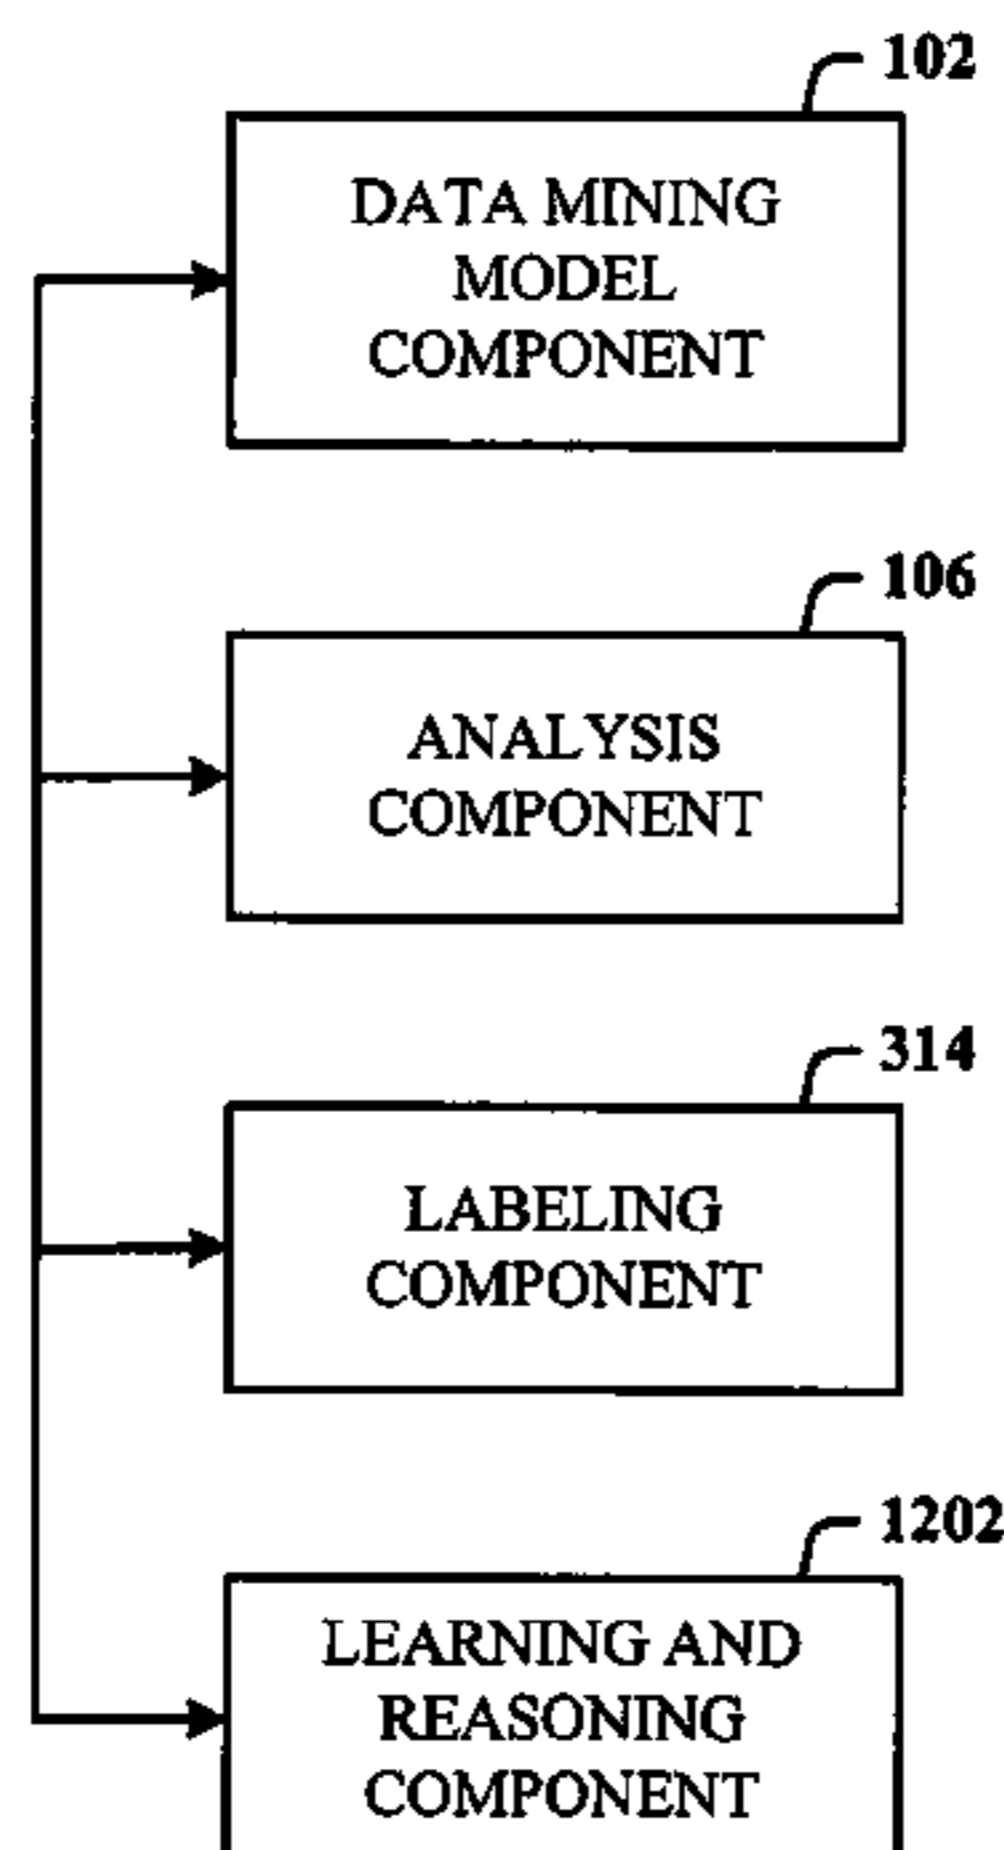 102
DATA MINING
MODEL
COMPONENT
106
ANALYSIS
COMPONENT
314
LABELING
COMPONENT
1202
LEARNING AND
REASONING
COMPONENT